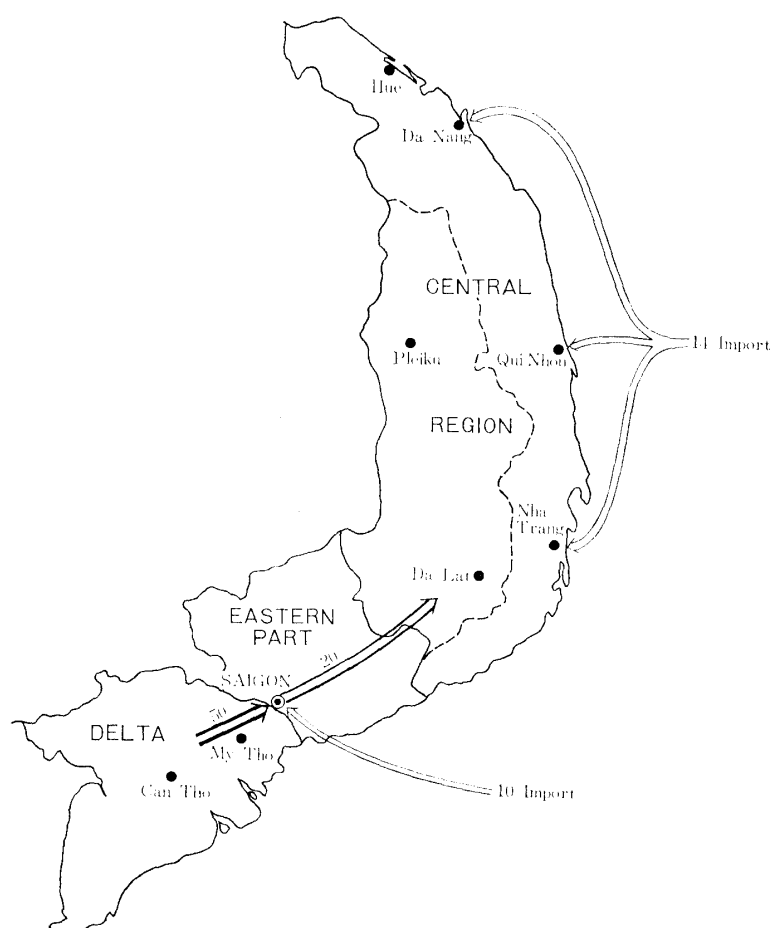 Hue
Da Nang
CENTRAL
Pleiku
Qui Nhon
14 Import
REGION
Nha
Trang
Da Lat
EASTERN
PART
20
SAIGON
50
DELTA
My Tho
Can Tho
10 Import